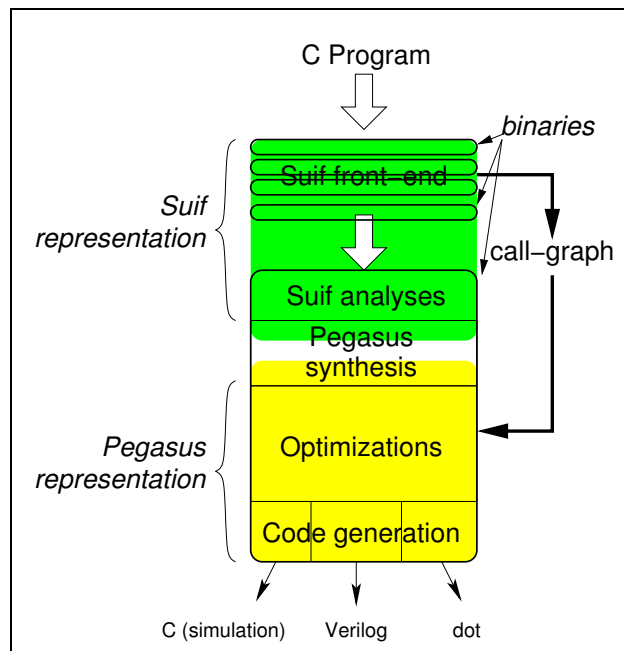 C Program
binaries
Suif front-end
Suif
representation
call-graph
Suif analyses
Pegasus
synthesis
Pegasus
representation
Optimizations
Code generation
C (simulation)
Verilog
dot